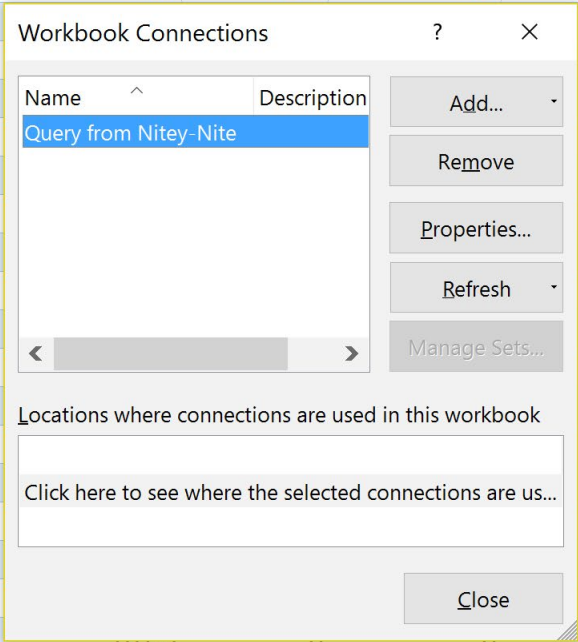 Workbook Connections ?
Name Description
Query from Nitey-Nite
Add...
Remove
Properties...
Refresh
Manage Sets...
Locations where connections are used in this workbook
Click here to see where the selected connections are us...
Close